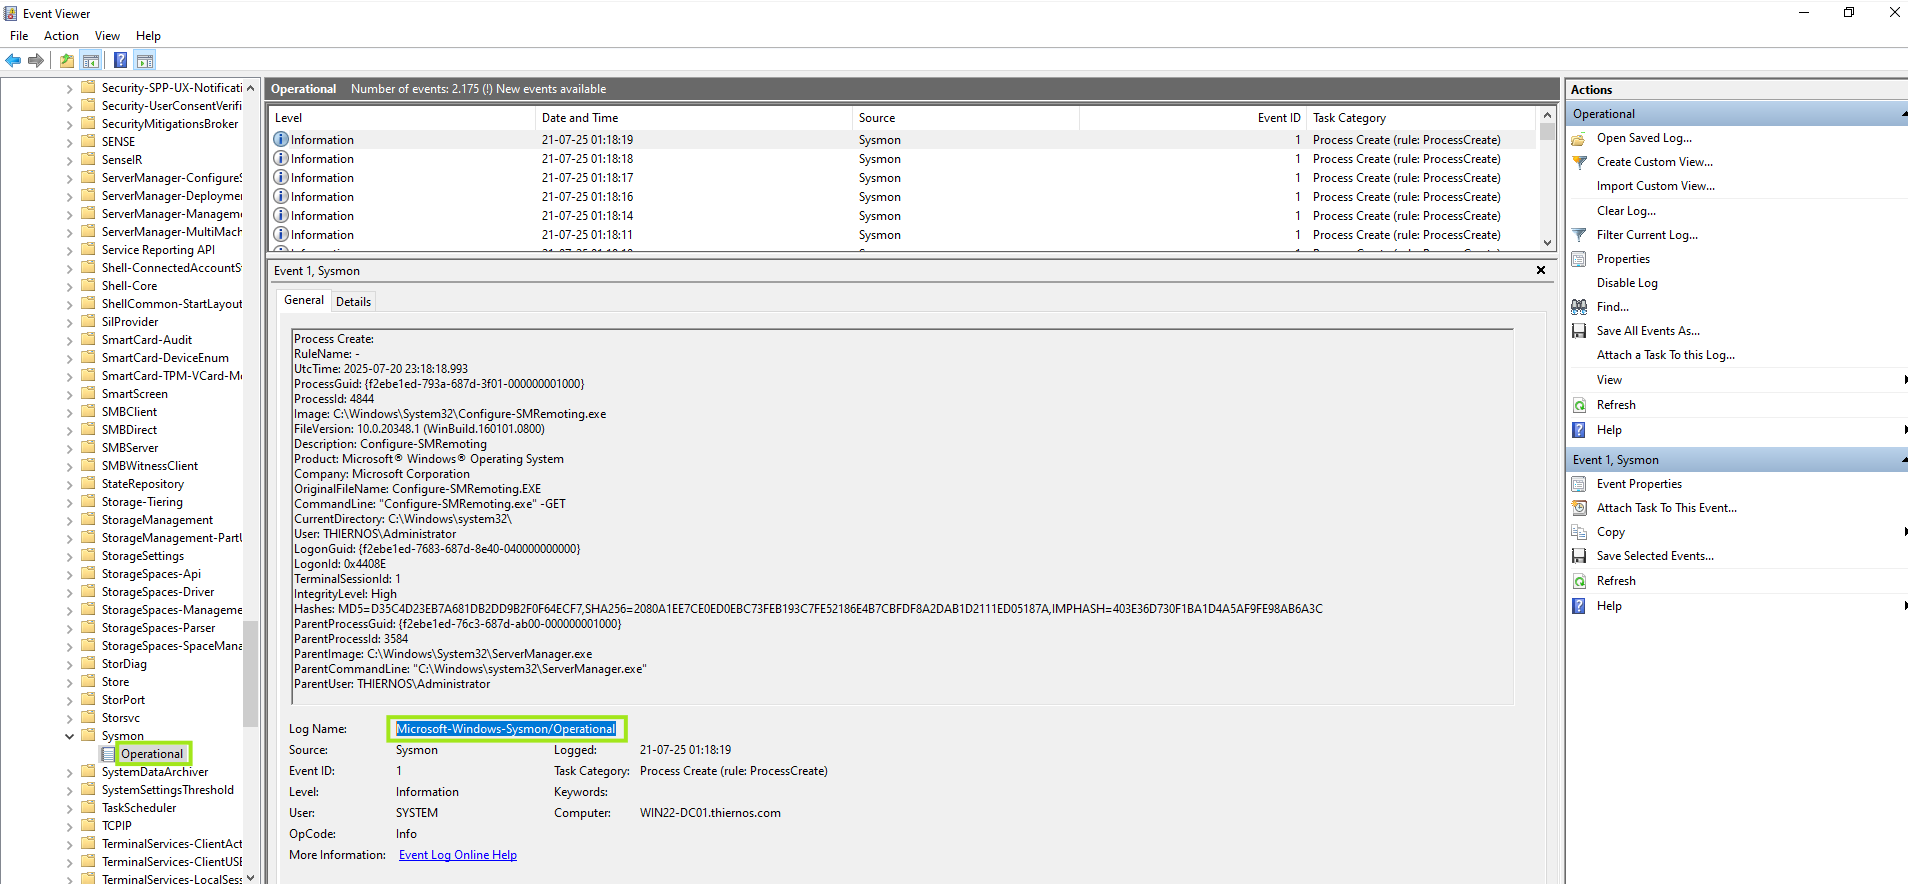 Event Viewer
File Action View Help
Security-SPP-UX-Notificati
Security-UserConsentVerifi
SecurityMitigationsBroker
SENSE
SenseIR
ServerManager-ConfigureS
ServerManager-Deployme
ServerManager-Managem
ServerManager-MultiMach
Service Reporting API
Shell-ConnectedAccountSt
Shell-Core
ShellCommon-StartLayout
SilProvider
SmartCard-Audit
SmartCard-DeviceEnum
SmartCard-TPM-VCard-Mo
SmartScreen
SMBClient
SMBDirect
SMBServer
SMBWitnessClient
StateRepository
Storage-Tiering
StorageManagement
StorageManagement-PartU
StorageSettings
StorageSpaces-Api
StorageSpaces-Driver
StorageSpaces-Manageme
StorageSpaces-Parser
StorageSpaces-SpaceMana
StorDiag
Store
StorPort
Storsvc
Sysmon
Operational
SystemDataArchiver
SystemSettingsThreshold
TaskScheduler
TCPIP
TerminalServices-ClientAct
TerminalServices-ClientUSB
TerminalServices-LocalSess
Operational Number of events: 2.175 (!) New events available
Level Date and Time Source Event ID Task Category
Information 21-07-25 01:18:19 Sysmon 1 Process Create (rule: ProcessCreate)
Information 21-07-25 01:18:18 Sysmon 1 Process Create (rule: ProcessCreate)
Information 21-07-25 01:18:17 Sysmon 1 Process Create (rule: ProcessCreate)
Information 21-07-25 01:18:16 Sysmon 1 Process Create (rule: ProcessCreate)
Information 21-07-25 01:18:14 Sysmon 1 Process Create (rule: ProcessCreate)
Information 21-07-25 01:18:11 Sysmon 1 Process Create (rule: ProcessCreate)
Event 1, Sysmon
General Details
Process Create:
RuleName: -
UtcTime: 2025-07-20 23:18:18.993
ProcessGuid: {f2ebe1ed-793a-687d-3f01-000000001000}
ProcessId: 4844
Image: C:\Windows\System32\Configure-SMRemoting.exe
FileVersion: 10.0.20348.1 (WinBuild.160101.0800)
Description: Configure-SMRemoting
Product: Microsoft® Windows® Operating System
Company: Microsoft Corporation
OriginalFileName: Configure-SMRemoting.EXE
CommandLine: "Configure-SMRemoting.exe" -GET
CurrentDirectory: C:\Windows\system32\
User: THIERNOS\Administrator
LogonGuid: {f2ebe1ed-7683-687d-8e40-040000000000}
LogonId: 0x4408E
TerminalSessionId: 1
IntegrityLevel: High
Hashes: MD5=D35C4D23EB7A681DB2DD9B2F0F64ECF7,SHA256=2080A1EE7CE0ED0EBC73FEB193C7FE52186E4B7CBFDF8A2DAB1D2111ED05187A,IMPHASH=403E36D730F1BA1D4A5AF9FE98AB6A3C
ParentProcessGuid: {f2ebe1ed-76c3-687d-ab00-000000001000}
ParentProcessId: 3584
ParentImage: C:\Windows\System32\ServerManager.exe
ParentCommandLine: "C:\Windows\system32\ServerManager.exe"
ParentUser: THIERNOS\Administrator
Log Name: Microsoft-Windows-Sysmon/Operational
Source: Sysmon Logged: 21-07-25 01:18:19
Event ID: 1 Task Category: Process Create (rule: ProcessCreate)
Level: Information Keywords:
User: SYSTEM Computer: WIN22-DC01.thiernos.com
OpCode: Info
More Information: Event Log Online Help
Actions
Operational
Open Saved Log...
Create Custom View...
Import Custom View...
Clear Log...
Filter Current Log...
Properties
Disable Log
Find...
Save All Events As...
Attach a Task To this Log...
View
Refresh
Help
Event 1, Sysmon
Event Properties
Attach Task To This Event...
Copy
Save Selected Events...
Refresh
Help